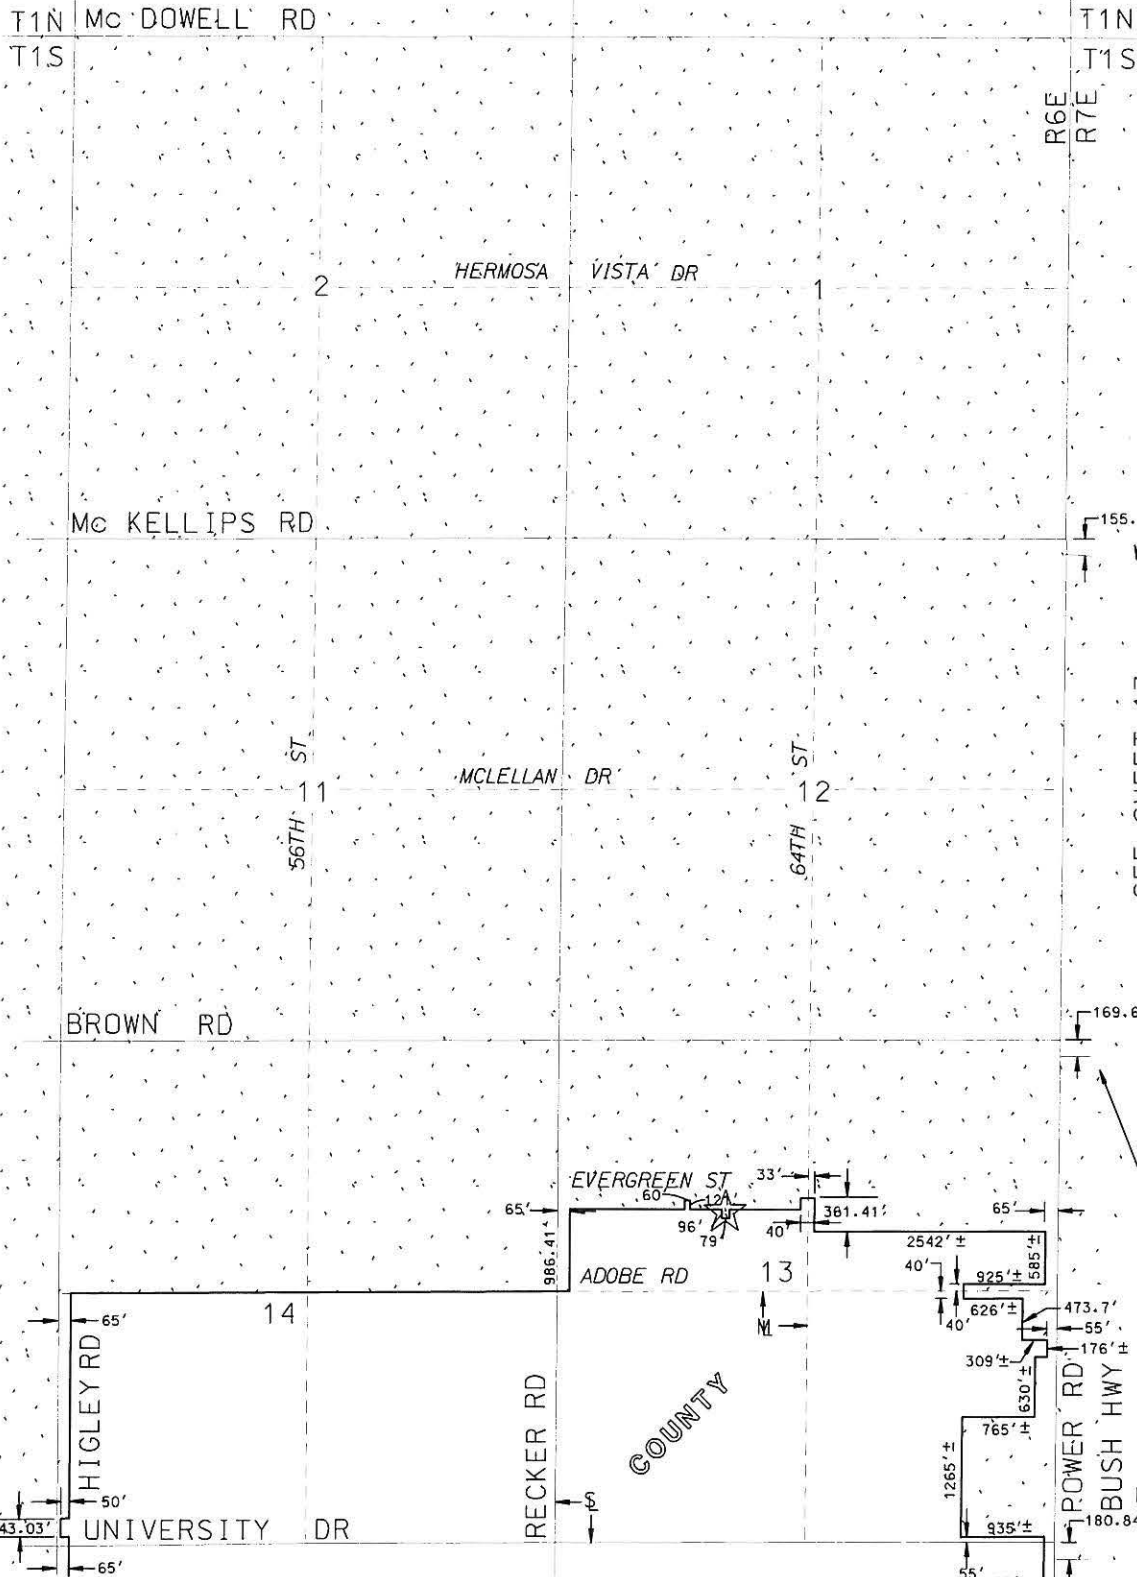 T1N Mc DOWELL RD T1N
T1S T1S
R6E
R7E
HERMOSA VISTA DR
2 1
Mc KELLIPS RD
155.
56TH ST
64TH ST
MCLELLAN DR
11 12
BROWN RD
169.6
EVERGREEN ST
33'
60
65'
96'
79'
40'
381.41'
65'
986.41'
2542'±
585'±
ADOBE RD 13
40'
925'±
14
626'±
473.7'
40'
65'
55'
309'±
176'±
HIGLEY RD
630'±
765'±
RECKER RD
COUNTY
1265'±
POWER RD
BUSH HWY
50'
43.03'
UNIVERSITY DR
935'±
180.84
65'
55'